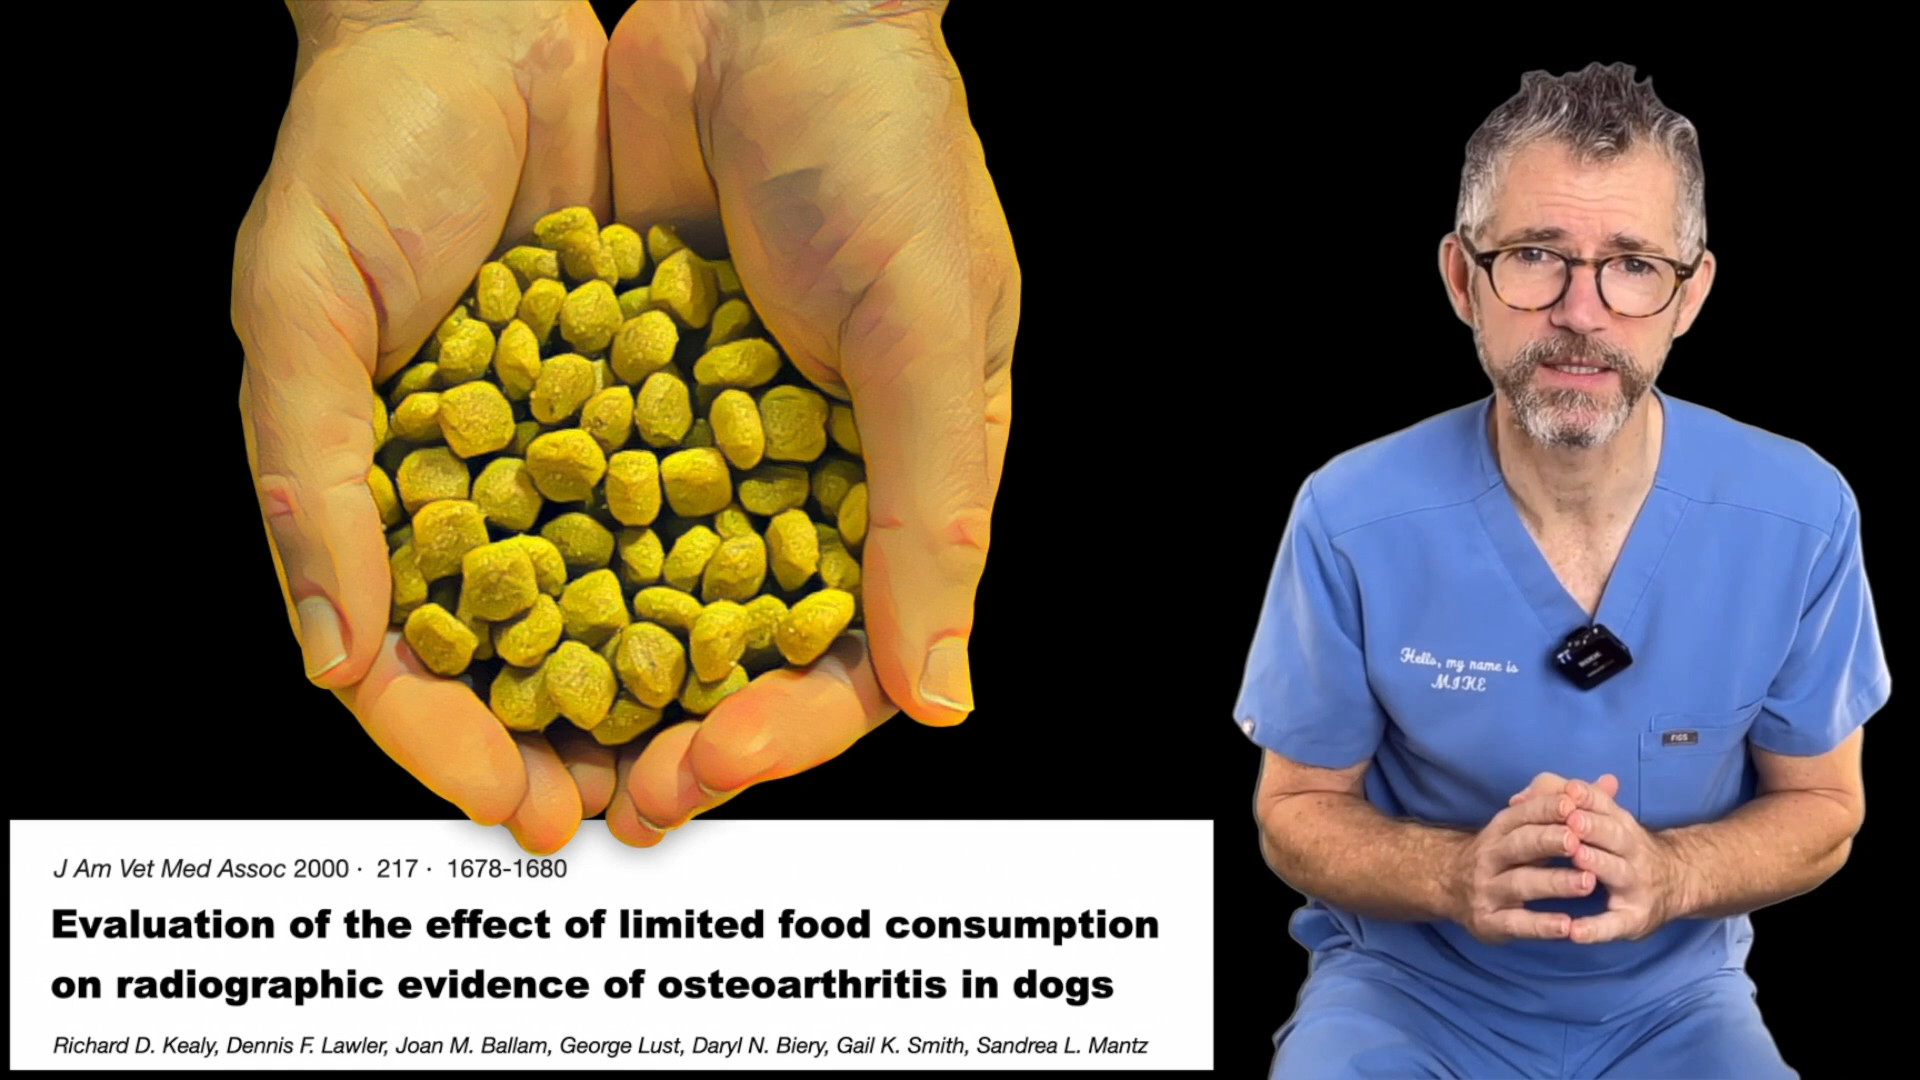 J Am Vet Med Assoc 2000 · 217 · 1678-1680
Evaluation of the effect of limited food consumption
on radiographic evidence of osteoarthritis in dogs
Richard D. Kealy, Dennis F. Lawler, Joan M. Ballam, George Lust, Daryl N. Biery, Gail K. Smith, Sandrea L. Mantz
Hello, my name is
MIKE
FIGS